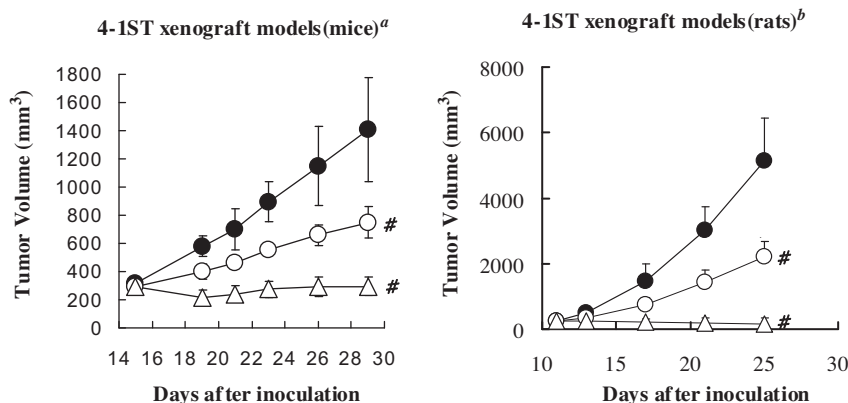 4-1ST xenograft models(mice)a
Tumor Volume (mm3)
1800
1600
1400
1200
1000
800
600
400
200
0
#
#
14 16 18 20 22 24 26 28 30
Days after inoculation
4-1ST xenograft models(rats)b
Tumor Volume (mm3)
8000
6000
4000
2000
0
#
#
10 15 20 25 30
Days after inoculation